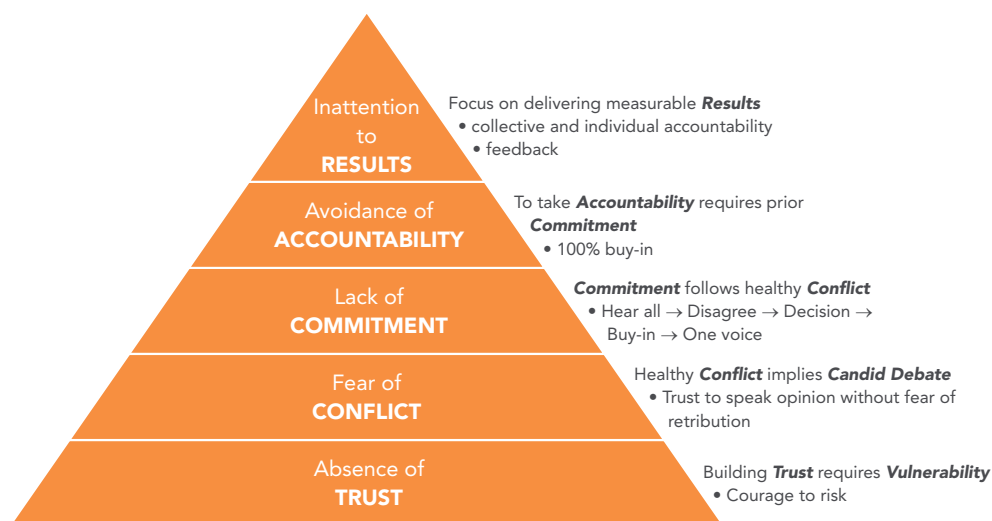 Inattention
to
RESULTS
Focus on delivering measurable Results
• collective and individual accountability
• feedback
Avoidance of
ACCOUNTABILITY
To take Accountability requires prior
Commitment
• 100% buy-in
Lack of
COMMITMENT
Commitment follows healthy Conflict
• Hear all → Disagree → Decision →
Buy-in → One voice
Fear of
CONFLICT
Healthy Conflict implies Candid Debate
• Trust to speak opinion without fear of
retribution
Absence of
TRUST
Building Trust requires Vulnerability
• Courage to risk